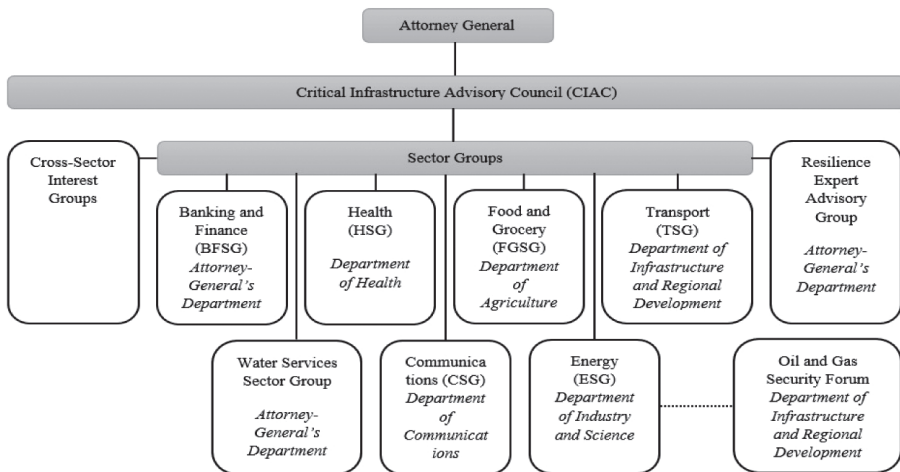 Attorney General
Critical Infrastructure Advisory Council (CIAC)
Cross-Sector
Interest
Groups
Sector Groups
Resilience
Expert
Advisory
Group
Attorney-
General's
Department
Banking and
Finance
(BFSG)
Attorney-
General's
Department
Health
(HSG)
Department
of Health
Food and
Grocery
(FGSG)
Department
of
Agriculture
Transport
(TSG)
Department of
Infrastructure
and Regional
Development
Water Services
Sector Group
Attorney-
General's
Department
Communica
tions (CSG)
Department
of
Communicat
ions
Energy
(ESG)
Department
of Industry
and Science
Oil and Gas
Security Forum
Department of
Infrastructure
and Regional
Development